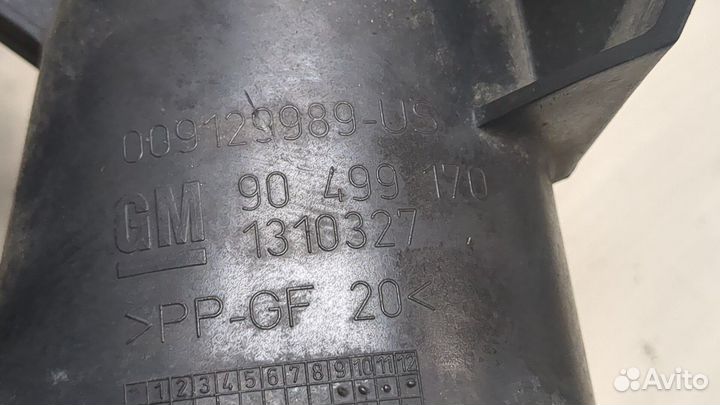 009129989-US
GM 90 499 170
1310327
>PP-GF 20<
1 2 3 4 5 6 7 8 9 10 11 12
Avito